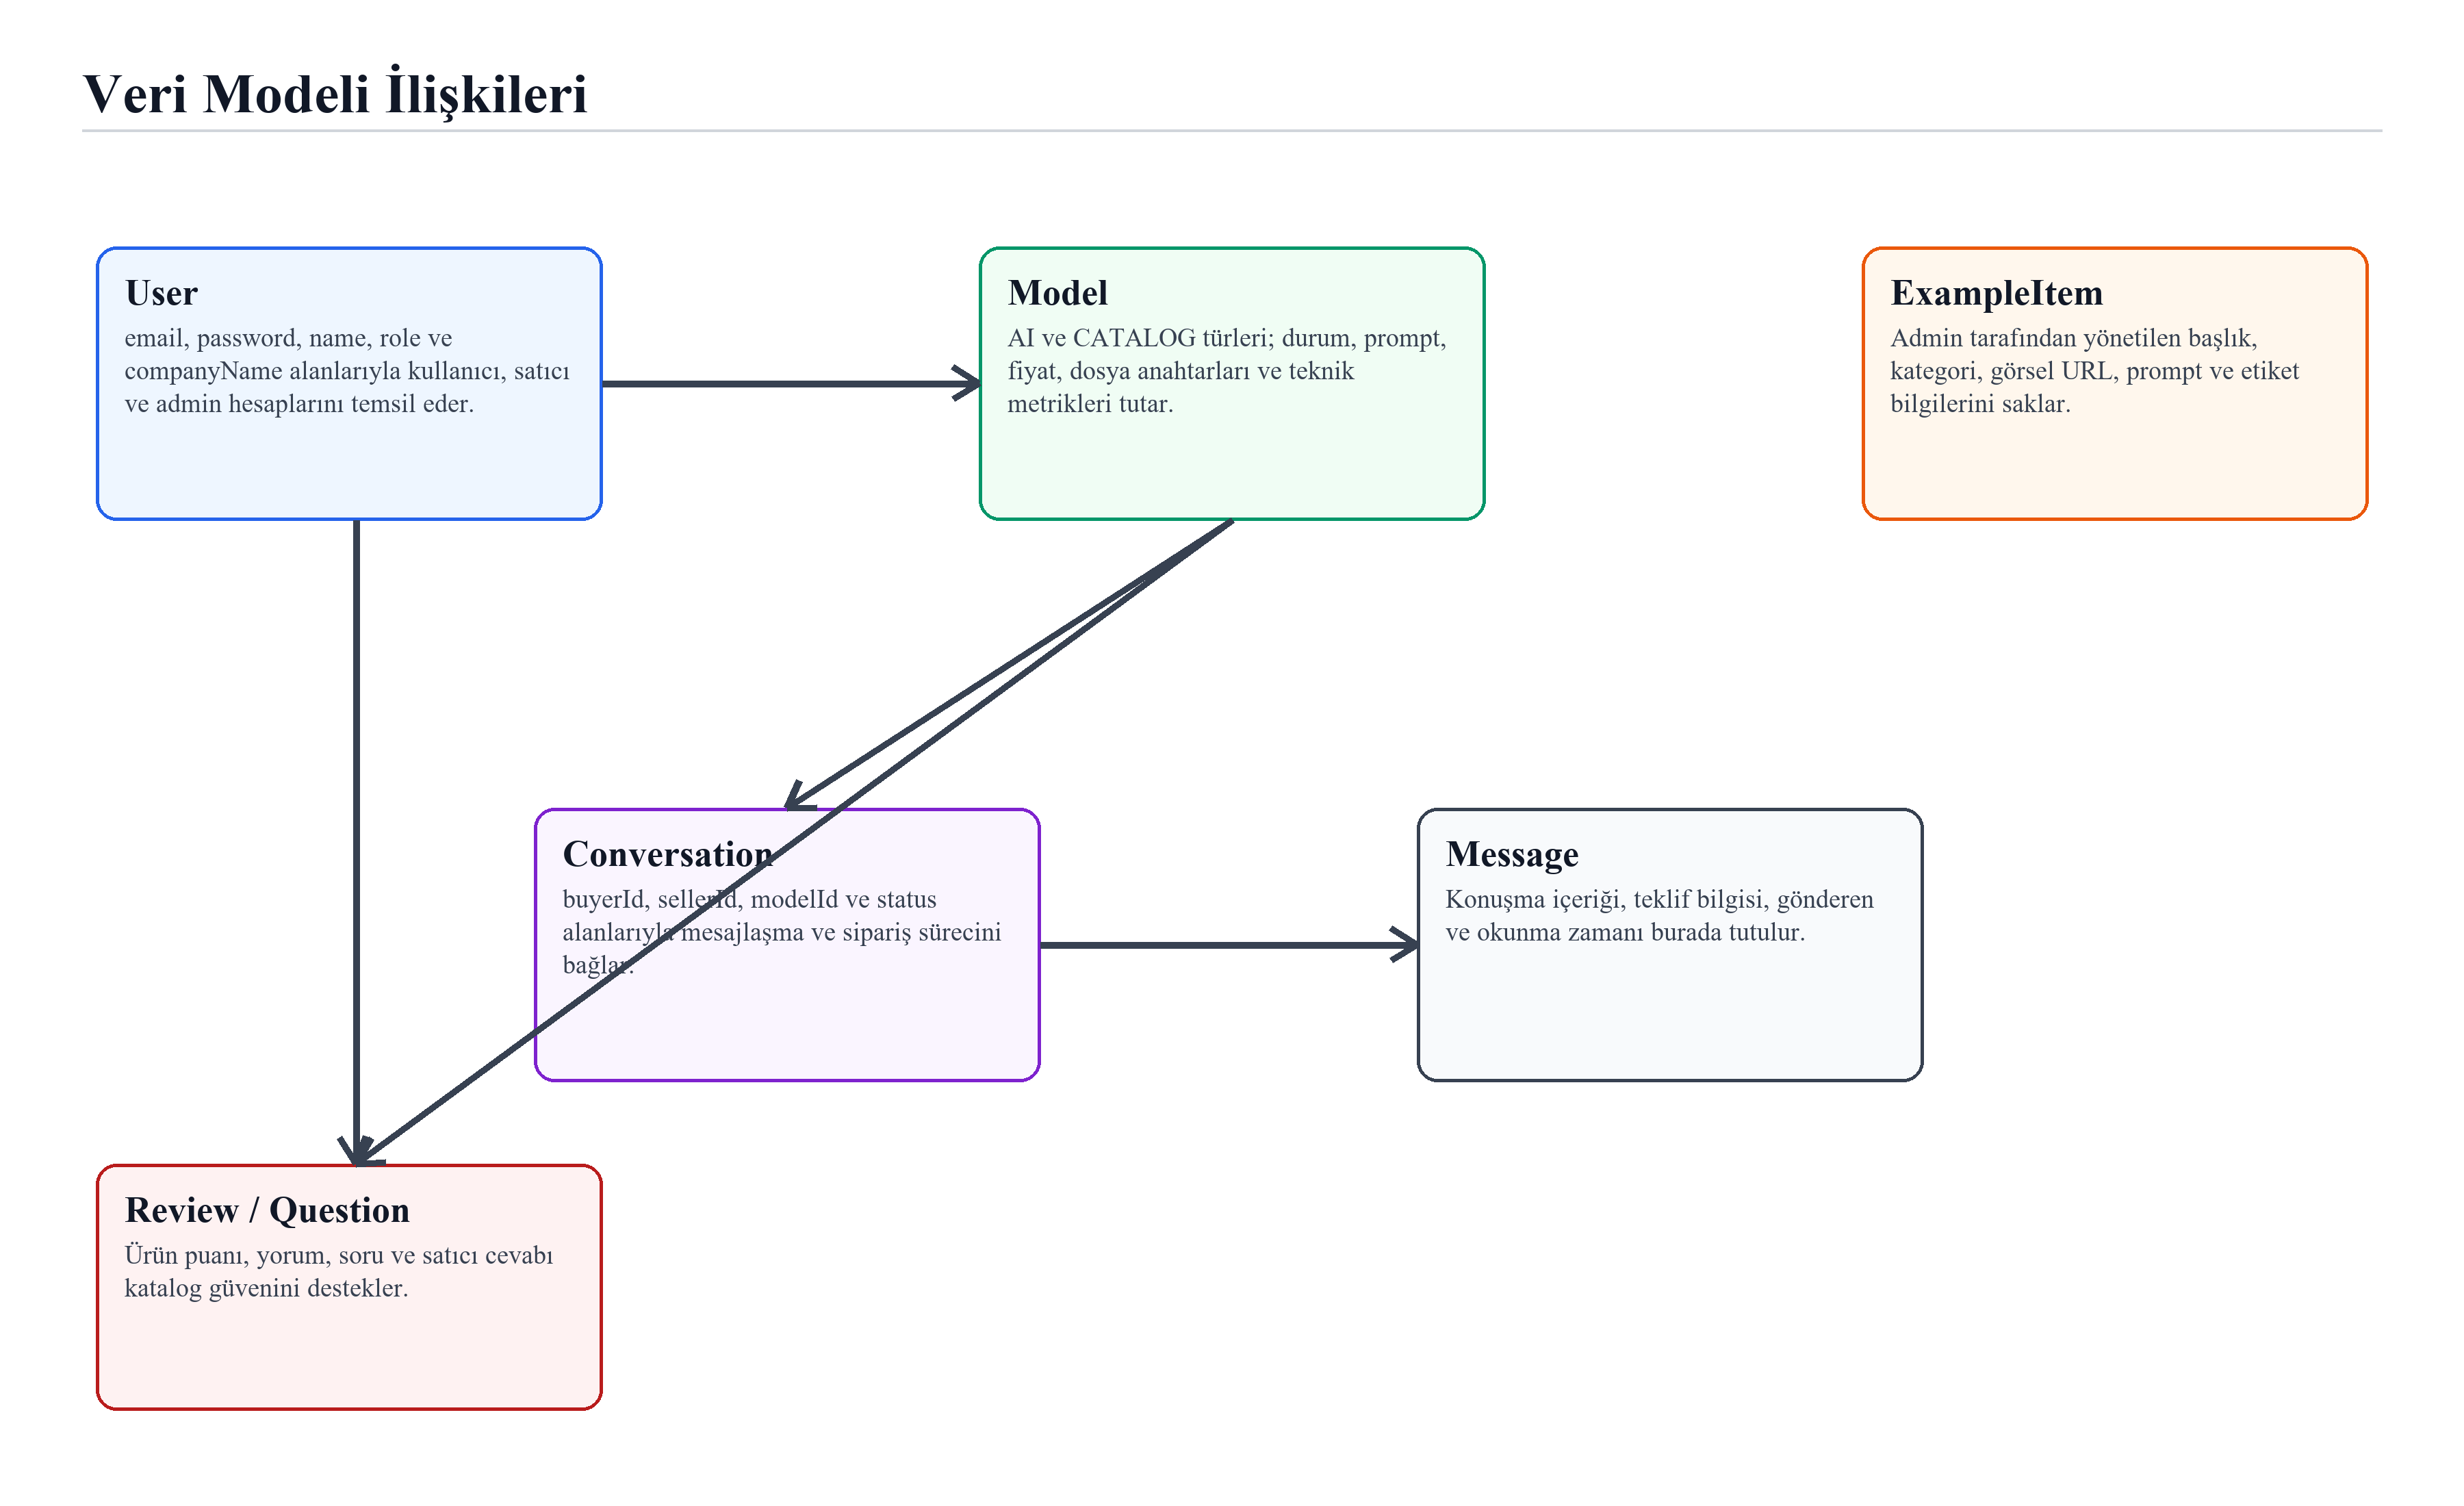 Veri Modeli İlişkileri
User
email, password, name, role ve
companyName alanlarıyla kullanıcı, satıcı
ve admin hesaplarını temsil eder.
Model
AI ve CATALOG türleri; durum, prompt,
fiyat, dosya anahtarları ve teknik
metrikleri tutar.
ExampleItem
Admin tarafından yönetilen başlık,
kategori, görsel URL, prompt ve etiket
bilgilerini saklar.
Conversation
buyerId, sellerId, modelId ve status
alanlarıyla mesajlaşma ve sipariş sürecini
bağlar.
Message
Konuşma içeriği, teklif bilgisi, gönderen
ve okunma zamanı burada tutulur.
Review / Question
Ürün puanı, yorum, soru ve satıcı cevabı
katalog güvenini destekler.